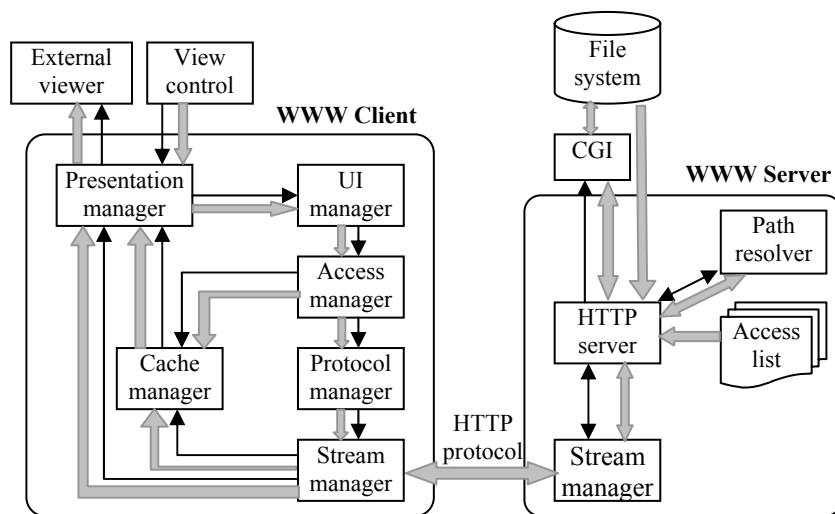 External
viewer
View
control
File
system
WWW Client
CGI
WWW Server
Presentation
manager
UI
manager
Path
resolver
Access
manager
HTTP
server
Access
list
Cache
manager
Protocol
manager
HTTP
protocol
Stream
manager
Stream
manager